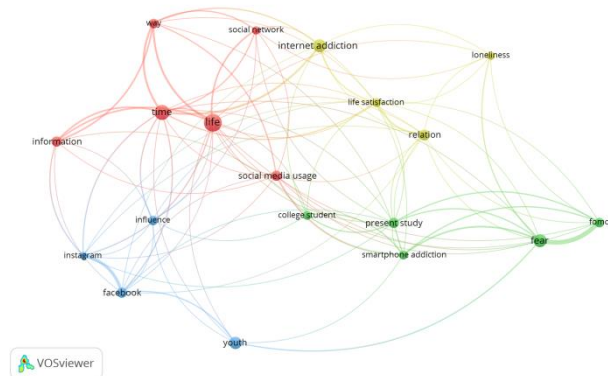 way
social network
internet addiction
loneliness
life satisfaction
time
life
relation
information
social media usage
influence
college student
present study
fomo
fear
instagram
smartphone addiction
facebook
youth
VOSviewer